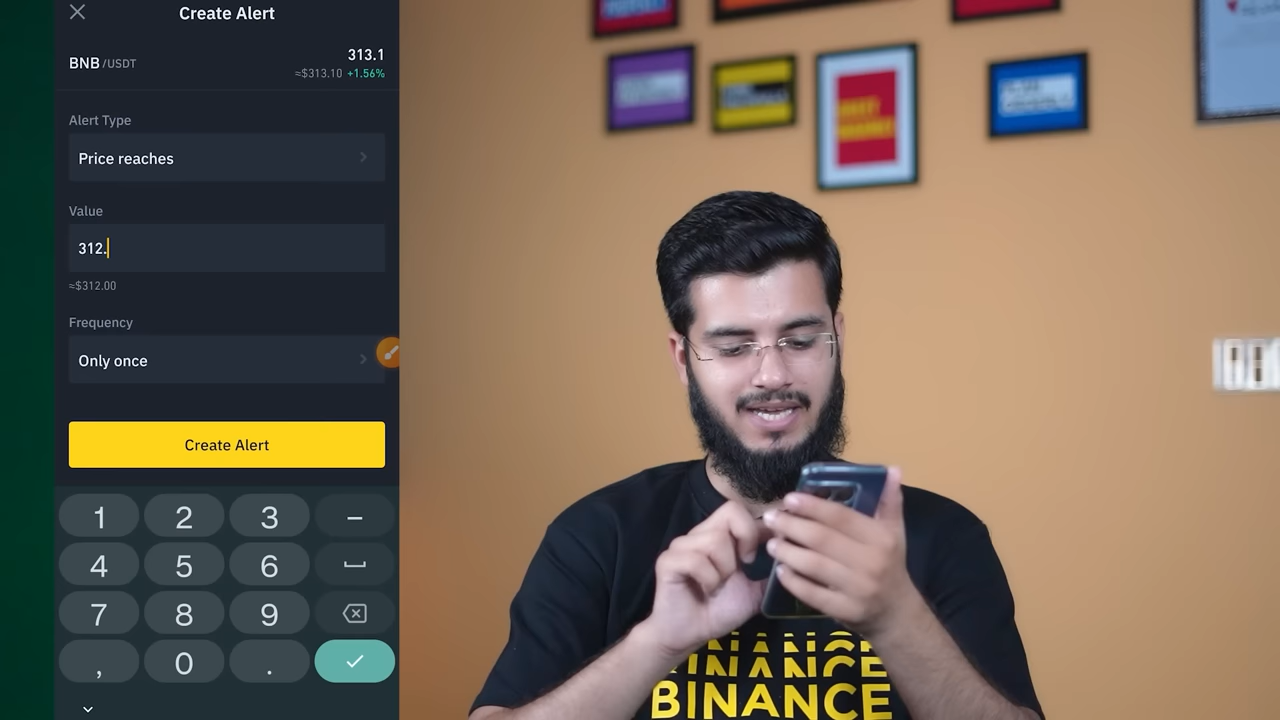 Create Alert
BNB /USDT
313.1
≈$313.10 +1.56%
Alert Type
Price reaches
Value
312.
≈$312.00
Frequency
Only once
Create Alert
1 2 3 –
4 5 6
7 8 9
, 0 .
BINANCE
BINANCE